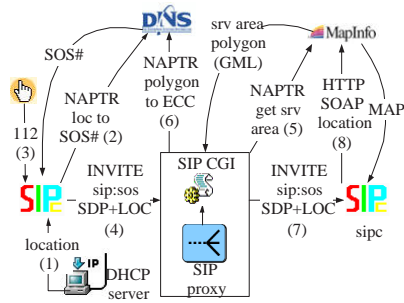 SOS#
DNS
srv area
polygon
(GML)
MapInfo
NAPTR
loc to
SOS# (2)
NAPTR
polygon
to ECC
(6)
NAPTR
get srv
area (5)
HTTP
SOAP
location
(8)
MAP
112
(3)
SIP CGI
INVITE
sip:sos
SDP+LOC
(4)
INVITE
sip:sos
SDP+LOC
(7)
SIP
SIP
sipc
location
(1)
IP
DHCP
server
SIP
proxy